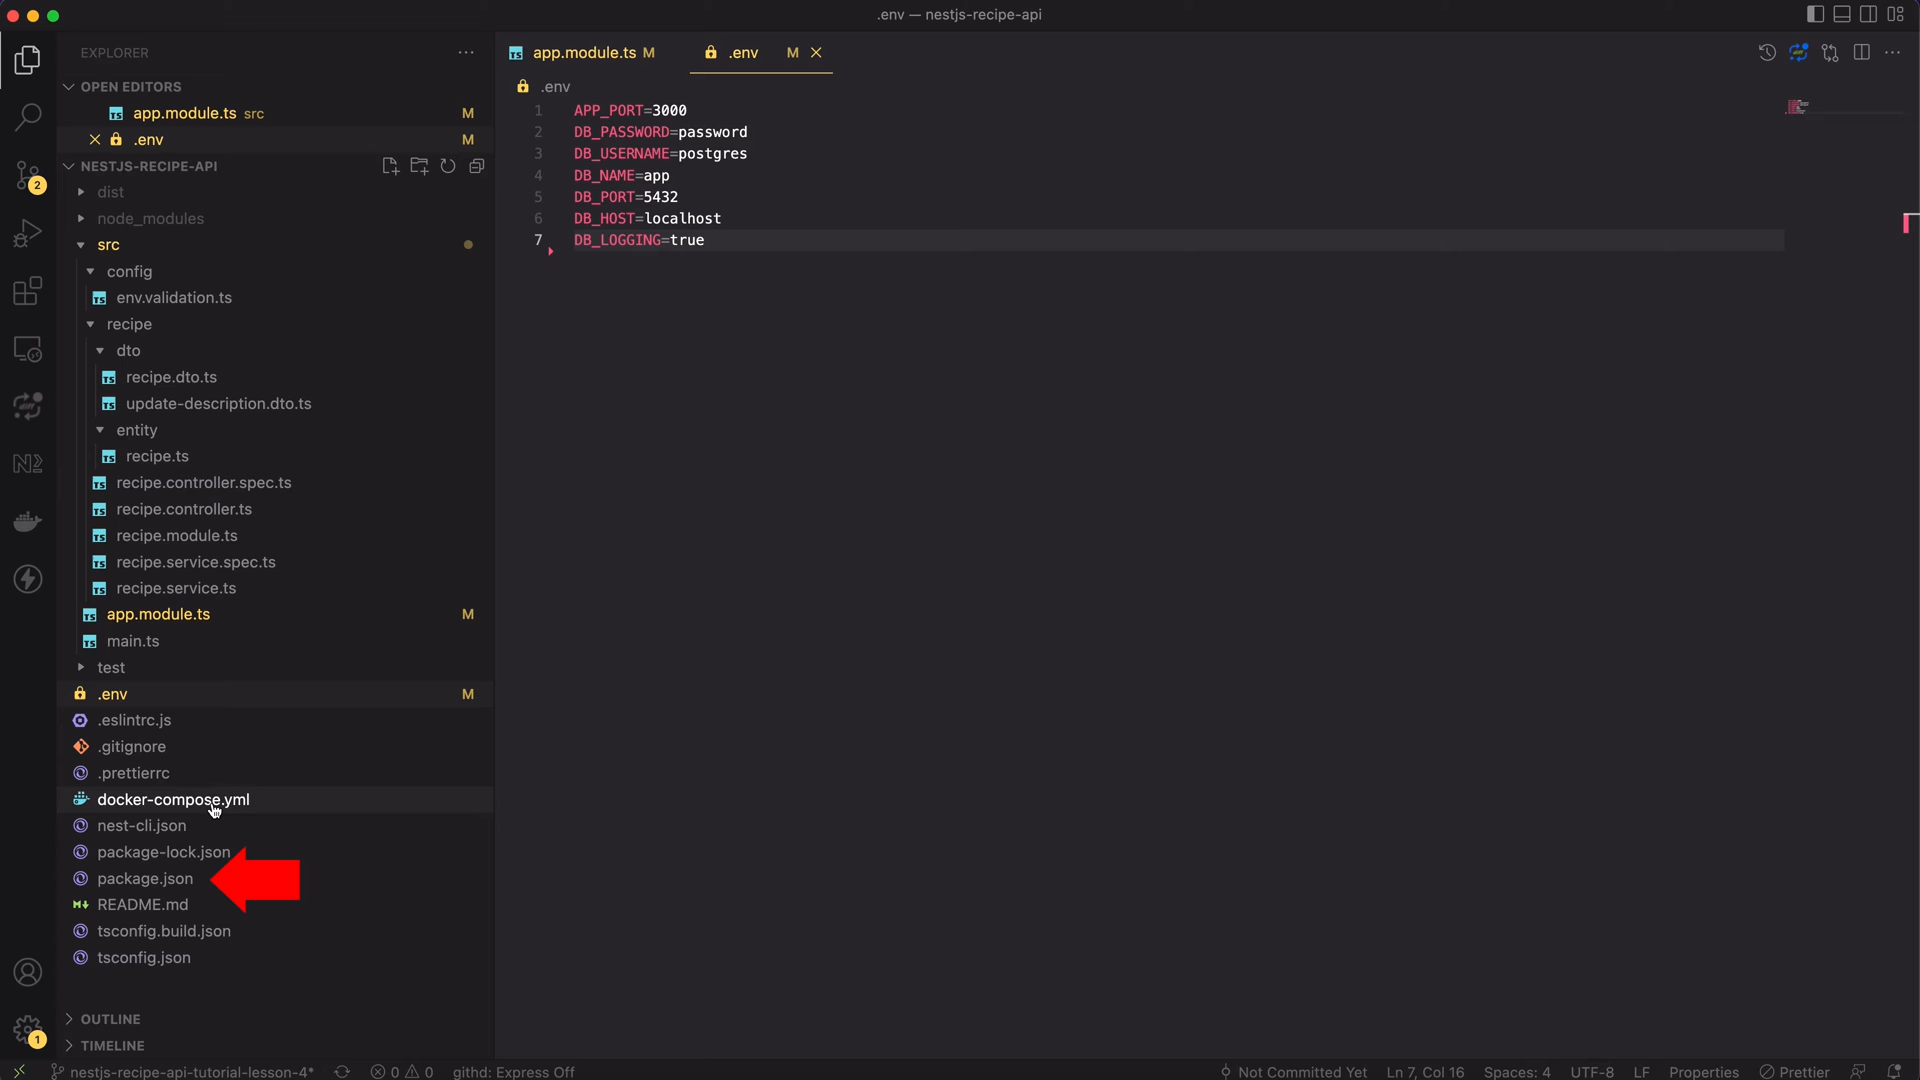 .env — nestjs-recipe-api
EXPLORER
OPEN EDITORS
app.module.ts src M
.env M
NESTJS-RECIPE-API
dist
node_modules
src
config
env.validation.ts
recipe
dto
recipe.dto.ts
update-description.dto.ts
entity
recipe.ts
recipe.controller.spec.ts
recipe.controller.ts
recipe.module.ts
recipe.service.spec.ts
recipe.service.ts
app.module.ts M
main.ts
test
.env M
.eslintrc.js
.gitignore
.prettierrc
docker-compose.yml
nest-cli.json
package-lock.json
package.json
README.md
tsconfig.build.json
tsconfig.json
OUTLINE
TIMELINE
2
1
app.module.ts M
.env M
.env
1 APP_PORT=3000
2 DB_PASSWORD=password
3 DB_USERNAME=postgres
4 DB_NAME=app
5 DB_PORT=5432
6 DB_HOST=localhost
7 DB_LOGGING=true
nestjs-recipe-api-tutorial-lesson-4* 0 0 githd: Express Off Not Committed Yet Ln 7, Col 16 Spaces: 4 UTF-8 LF Properties Prettier